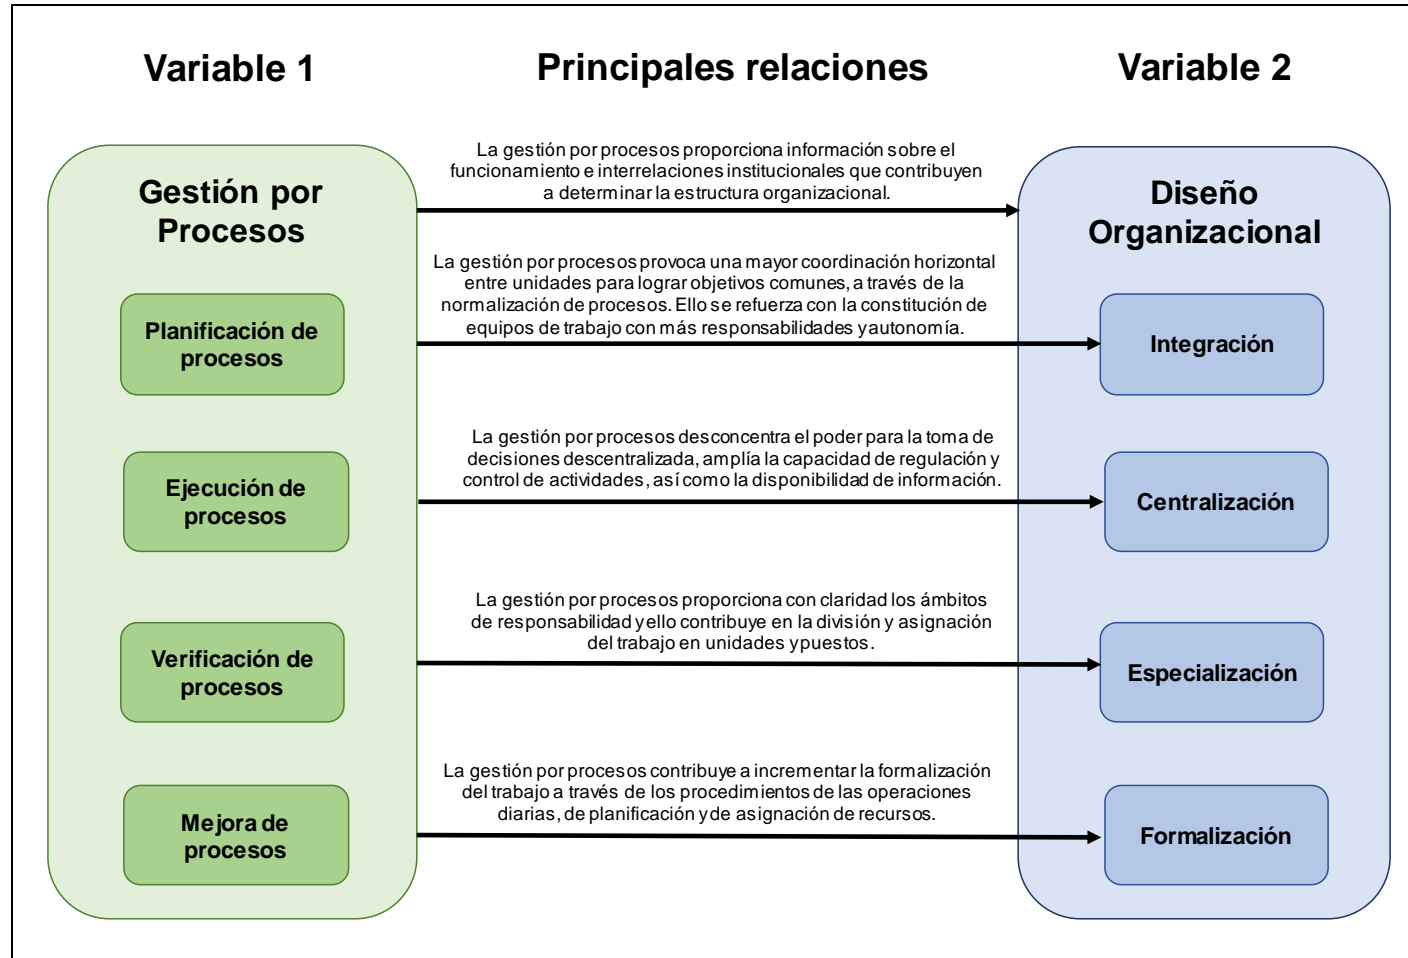 Variable 1
Principales relaciones
Variable 2
Gestión por
Procesos
Planificación de
procesos
Ejecución de
procesos
Verificación de
procesos
Mejora de
procesos
La gestión por procesos proporciona información sobre el
funcionamiento e interrelaciones institucionales que contribuyen
a determinar la estructura organizacional.
La gestión por procesos provoca una mayor coordinación horizontal
entre unidades para lograr objetivos comunes, a través de la
normalización de procesos. Ello se refuerza con la constitución de
equipos de trabajo con más responsabilidades y autonomía.
La gestión por procesos desconcentra el poder para la toma de
decisiones descentralizada, amplía la capacidad de regulación y
control de actividades, así como la disponibilidad de información.
La gestión por procesos proporciona con claridad los ámbitos
de responsabilidad y ello contribuye en la división y asignación
del trabajo en unidades y puestos.
La gestión por procesos contribuye a incrementar la formalización
del trabajo a través de los procedimientos de las operaciones
diarias, de planificación y de asignación de recursos.
Diseño
Organizacional
Integración
Centralización
Especialización
Formalización